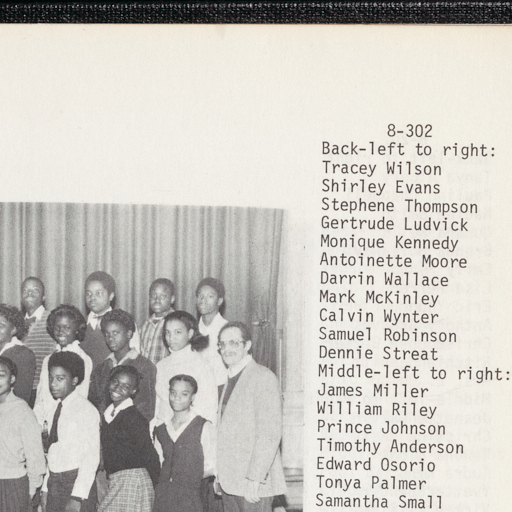 8-302
Back-left to right:
Tracey Wilson
Shirley Evans
Stephene Thompson
Gertrude Ludvick
Monique Kennedy
Antoinette Moore
Darrin Wallace
Mark McKinley
Calvin Wynter
Samuel Robinson
Dennie Streat
Middle-left to right:
James Miller
William Riley
Prince Johnson
Timothy Anderson
Edward Osorio
Tonya Palmer
Samantha Small